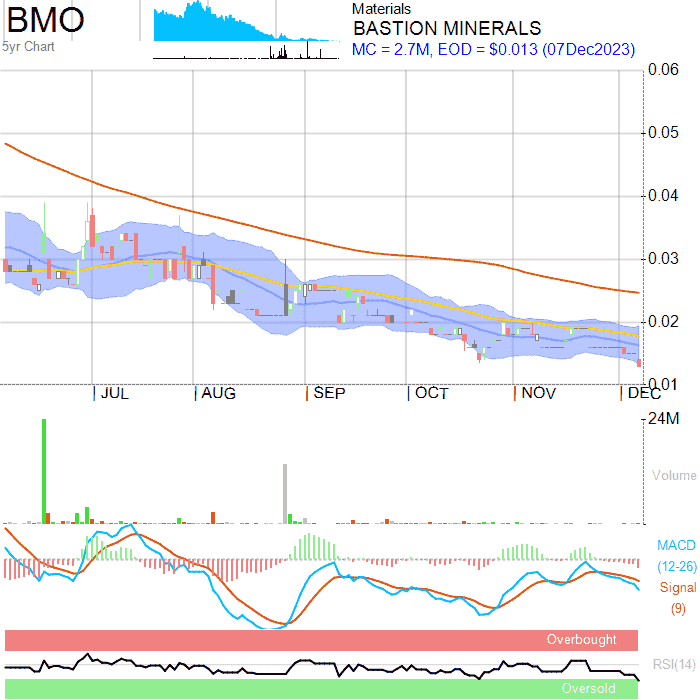 BMO
5yr Chart
Materials
BASTION MINERALS
MC = 2.7M, EOD = $0.013 (07Dec2023)
0.06
0.05
0.04
0.03
0.02
0.01
JUL AUG SEP OCT NOV DEC
24M
Volume
MACD
(12-26)
Signal
(9)
Overbought
RSI(14)
Oversold